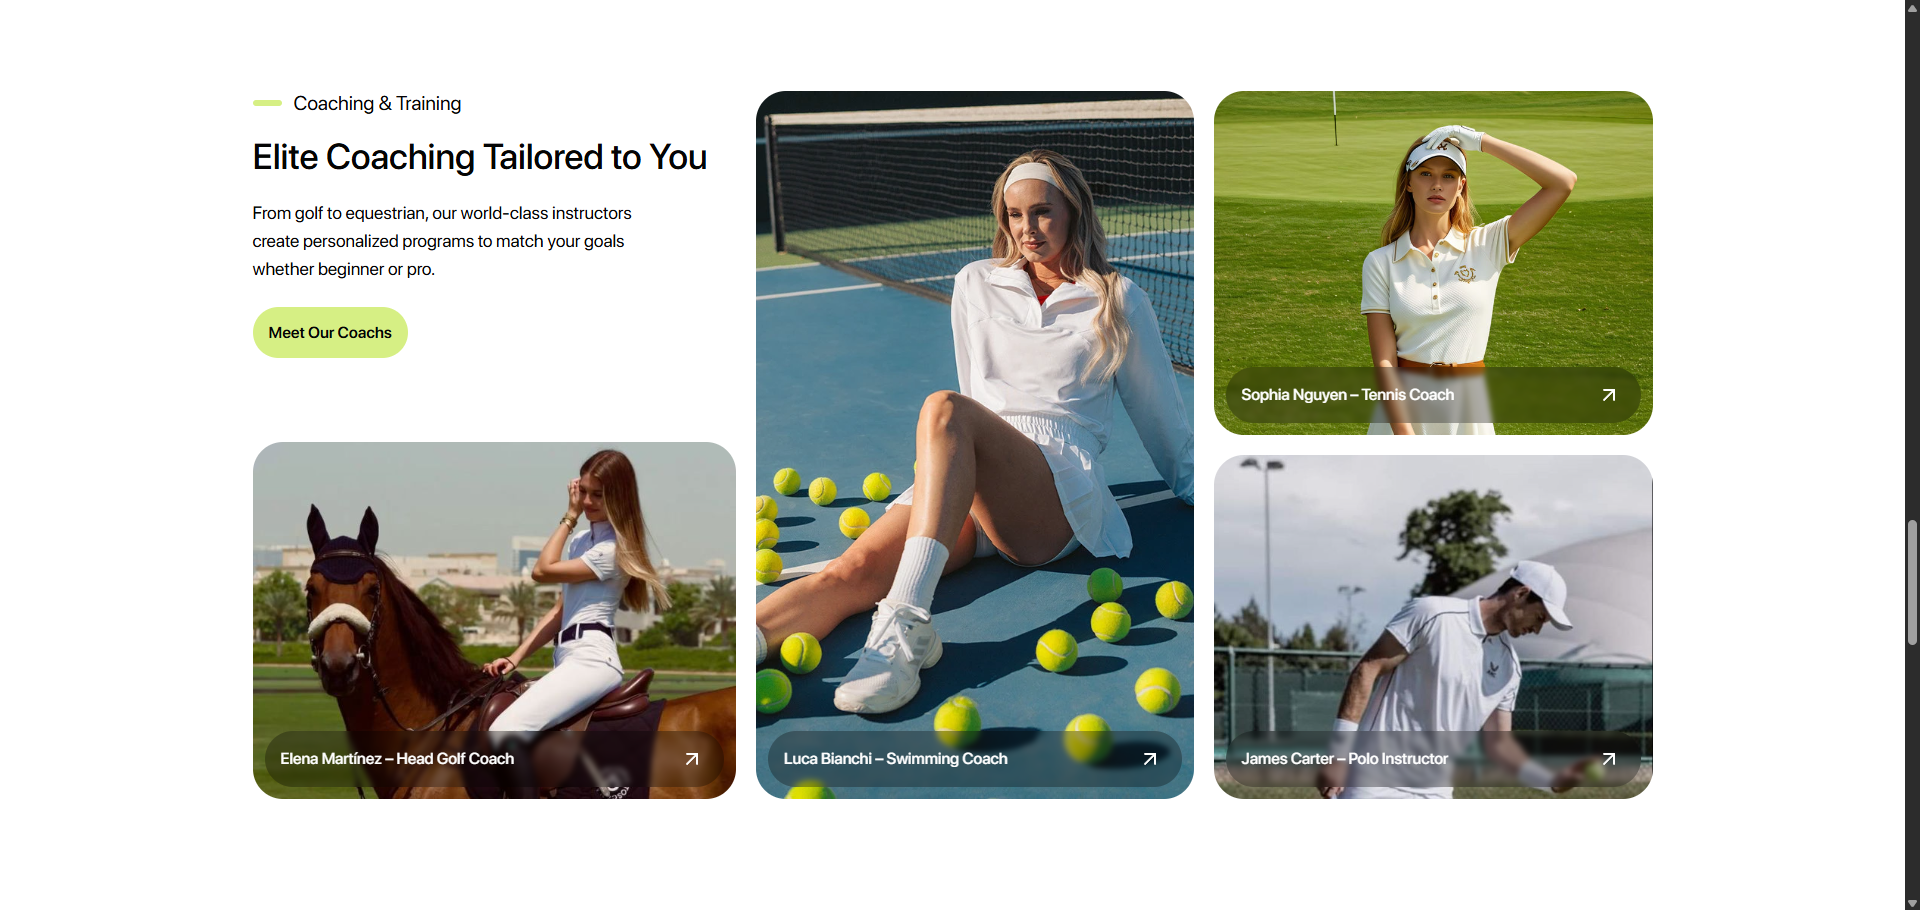 Coaching & Training
Elite Coaching Tailored to You
From golf to equestrian, our world-class instructors
create personalized programs to match your goals
whether beginner or pro.
Meet Our Coachs
Elena Martínez – Head Golf Coach
Luca Bianchi – Swimming Coach
Sophia Nguyen – Tennis Coach
James Carter – Polo Instructor